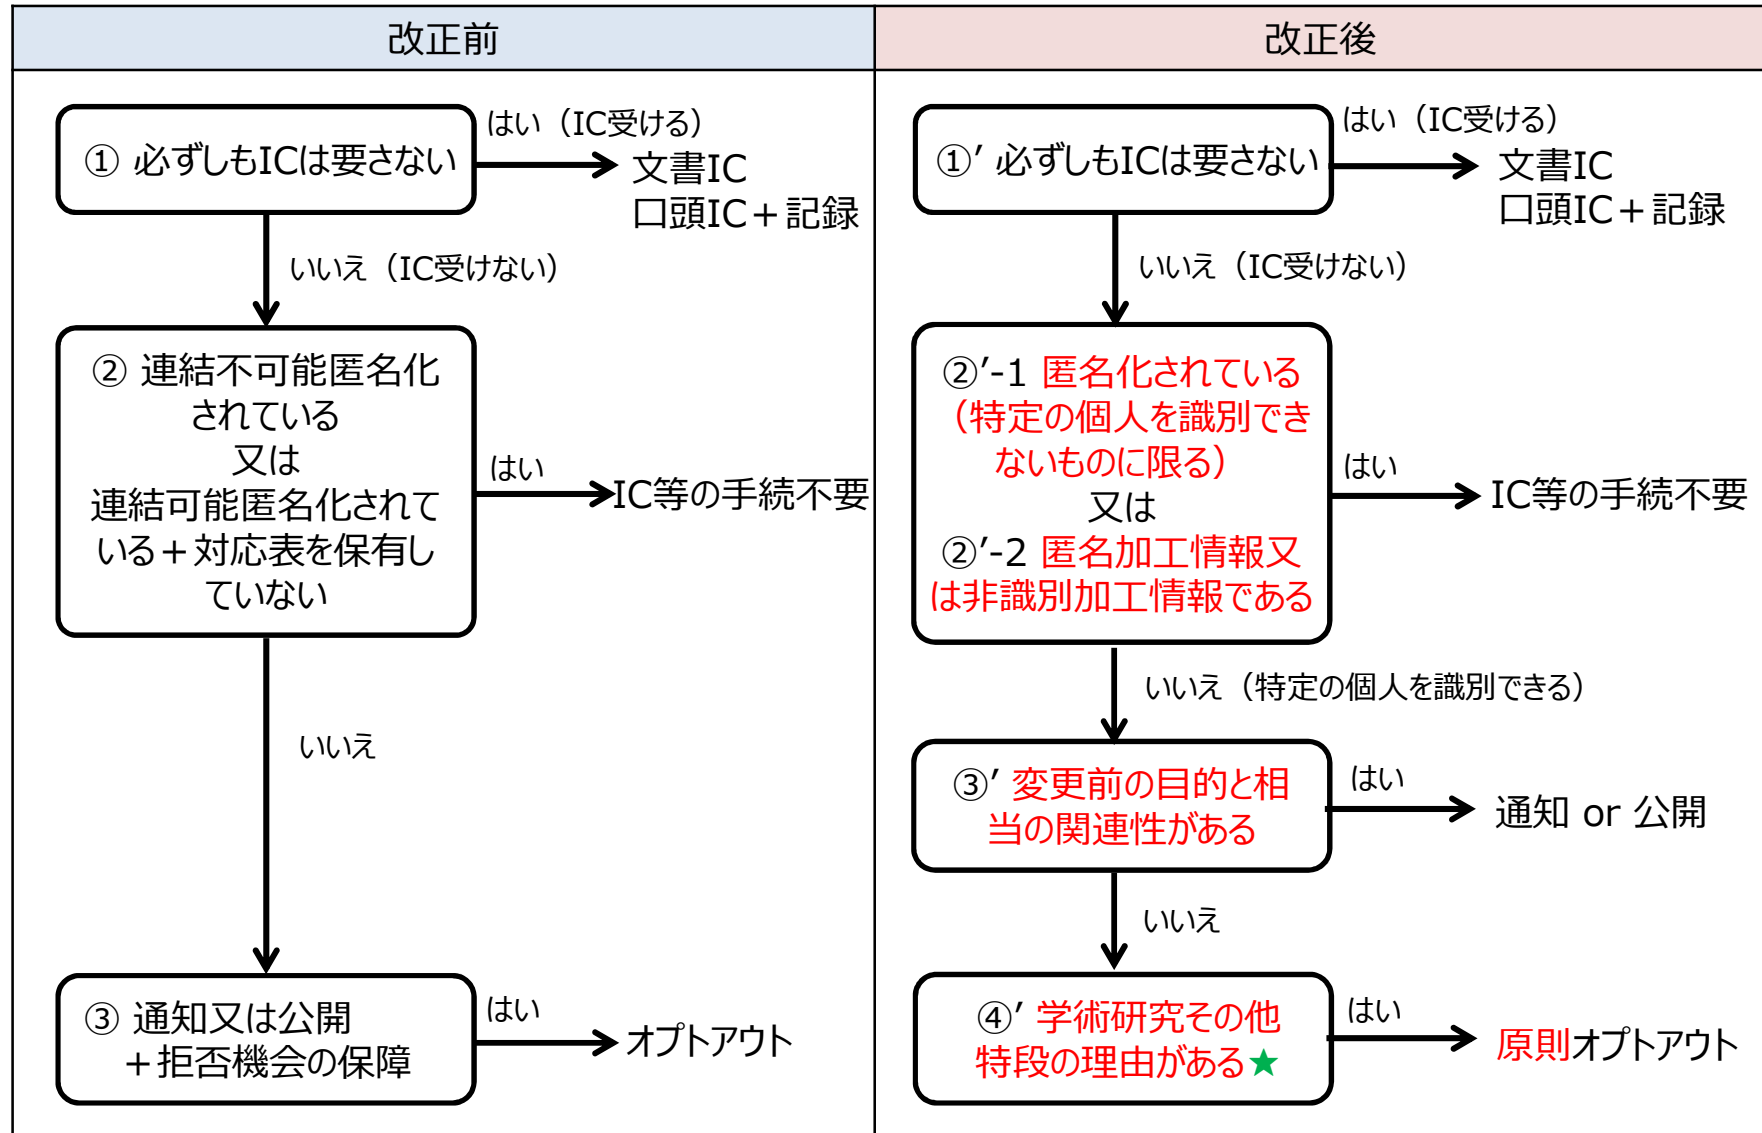 改正前
はい（IC受ける）
① 必ずしもICは要さない
文書IC
口頭IC＋記録
いいえ（IC受けない）
② 連結不可能匿名化
されている
又は
連結可能匿名化されて
いる＋対応表を保有し
ていない
はい
IC等の手続不要
いいえ
③ 通知又は公開
＋拒否機会の保障
はい
オプトアウト
改正後
はい（IC受ける）
①′ 必ずしもICは要さない
文書IC
口頭IC＋記録
いいえ（IC受けない）
②′-1 匿名化されている
（特定の個人を識別でき
ないものに限る）
又は
②′-2 匿名加工情報又
は非識別加工情報である
はい
IC等の手続不要
いいえ（特定の個人を識別できる）
③′ 変更前の目的と相
当の関連性がある
はい
通知 or 公開
いいえ
④′ 学術研究その他
特段の理由がある★
はい
原則オプトアウト